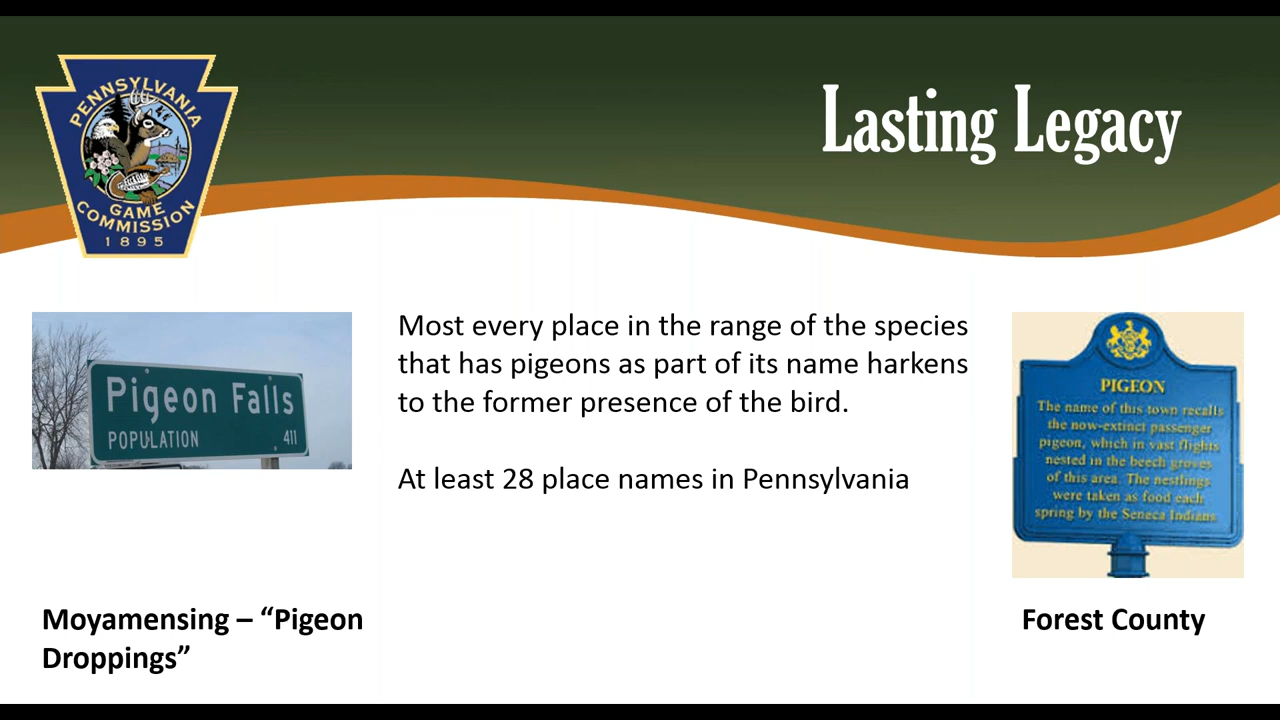 PENNSYLVANIA
GAME
COMMISSION
1895
Lasting Legacy
Pigeon Falls
POPULATION 411
Most every place in the range of the species
that has pigeons as part of its name harkens
to the former presence of the bird.
At least 28 place names in Pennsylvania
PIGEON
The name of this town recalls
the now-extinct passenger
pigeon, which in vast flights
nested in the beech groves
of this area. The nestlings
were taken as food each
spring by the Seneca Indians.
Moyamensing – “Pigeon
Droppings”
Forest County